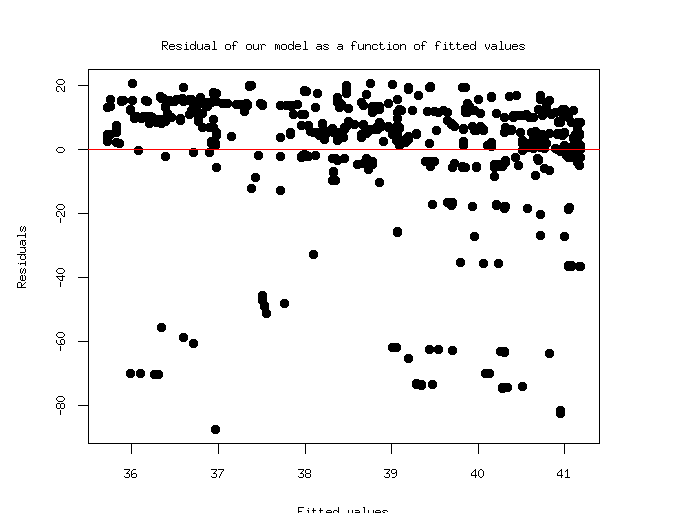 Residual of our model as a function of fitted values
20
0
-20
-40
-60
-80
Residuals
36 37 38 39 40 41
Fitted values